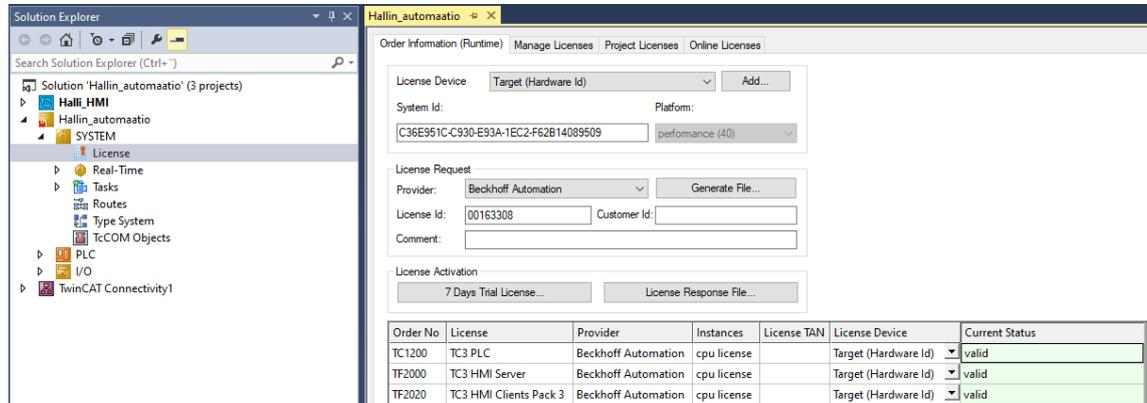 Solution Explorer
Search Solution Explorer (Ctrl+¨)
Solution 'Hallin_automaatio' (3 projects)
Halli_HMI
Hallin_automaatio
SYSTEM
License
Real-Time
Tasks
Routes
Type System
TcCOM Objects
PLC
I/O
TwinCAT Connectivity1
Hallin_automaatio
Order Information (Runtime) Manage Licenses Project Licenses Online Licenses
License Device Target (Hardware Id) Add...
System Id: Platform:
C36E951C-C930-E93A-1EC2-F62B14089509 performance (40)
License Request
Provider: Beckhoff Automation Generate File...
License Id: 00163308 Customer Id:
Comment:
License Activation
7 Days Trial License... License Response File...
Order No License Provider Instances License TAN License Device Current Status
TC1200 TC3 PLC Beckhoff Automation cpu license Target (Hardware Id) valid
TF2000 TC3 HMI Server Beckhoff Automation cpu license Target (Hardware Id) valid
TF2020 TC3 HMI Clients Pack 3 Beckhoff Automation cpu license Target (Hardware Id) valid